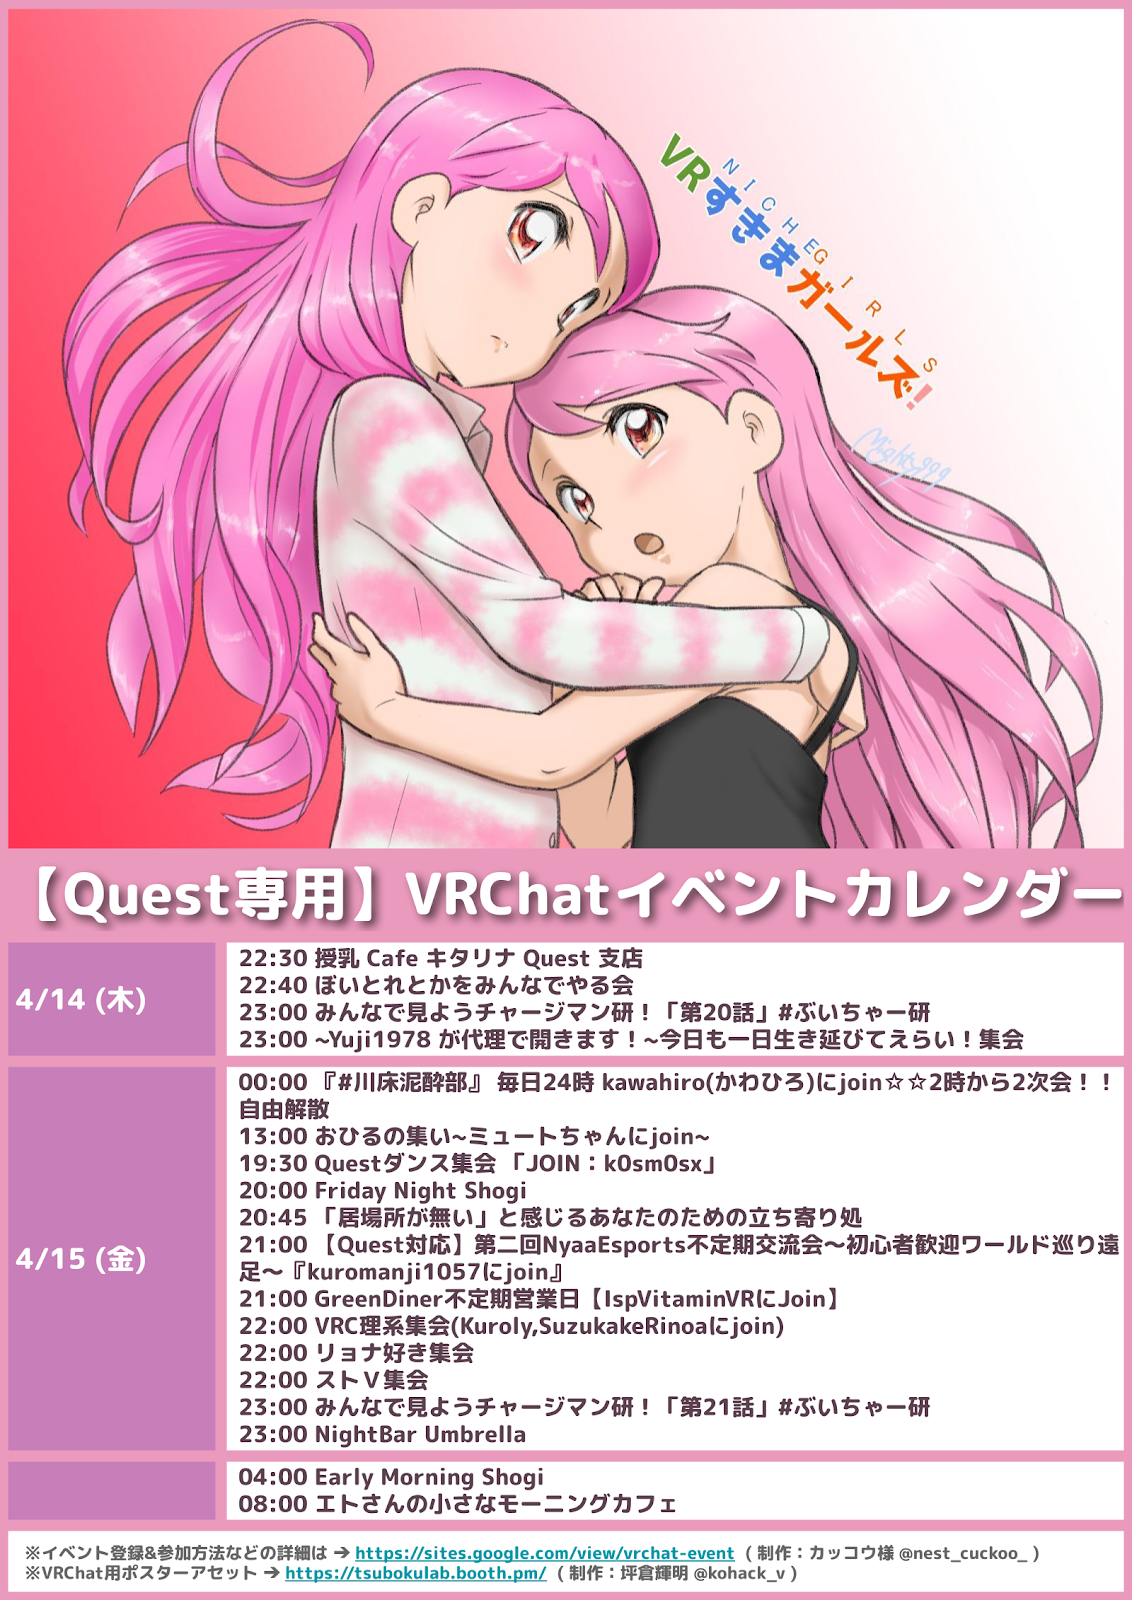 NICHE GIRLS
VRすきまガールズ!
Mighty999
【Quest専用】VRChatイベントカレンダー
4/14 (木)
22:30 授乳 Cafe キタリナ Quest 支店
22:40 ぼいとれとかをみんなでやる会
23:00 みんなで見ようチャージマン研！「第20話」#ぶいちゃー研
23:00 ~Yuji1978 が代理で開きます！~今日も一日生き延びてえらい！集会
4/15 (金)
00:00 『#川床泥酔部』 毎日24時 kawahiro(かわひろ)にjoin☆☆2時から2次会！！
自由解散
13:00 おひるの集い~ミュートちゃんにjoin~
19:30 Questダンス集会 「JOIN：k0sm0sx」
20:00 Friday Night Shogi
20:45 「居場所が無い」と感じるあなたのための立ち寄り処
21:00 【Quest対応】第二回NyaaEsports不定期交流会～初心者歓迎ワールド巡り遠
足～『kuromanji1057にjoin』
21:00 GreenDiner不定期営業日【IspVitaminVRにJoin】
22:00 VRC理系集会(Kuroly,SuzukakeRinoaにjoin)
22:00 リョナ好き集会
22:00 ストＶ集会
23:00 みんなで見ようチャージマン研！「第21話」#ぶいちゃー研
23:00 NightBar Umbrella
04:00 Early Morning Shogi
08:00 エトさんの小さなモーニングカフェ
※イベント登録&参加方法などの詳細は ➔ https://sites.google.com/view/vrchat-event ( 制作：カッコウ様 @nest_cuckoo_ )
※VRChat用ポスターアセット ➔ https://tsubokulab.booth.pm/ ( 制作：坪倉輝明 @kohack_v )